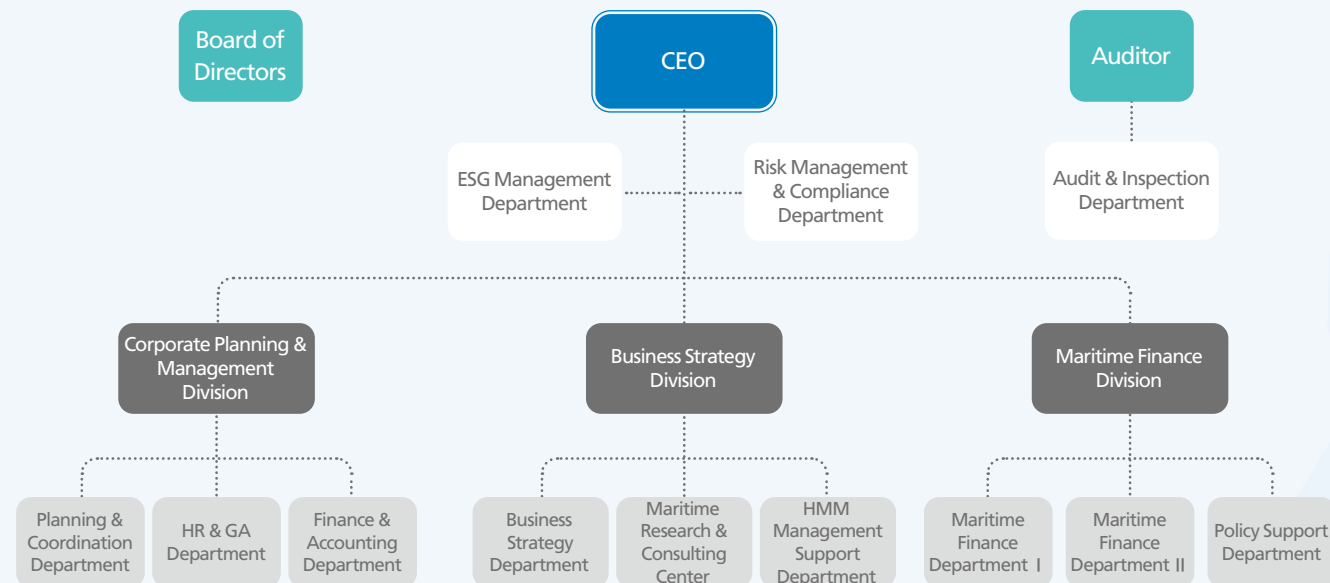 Board of
Directors
CEO
Auditor
ESG Management
Department
Risk Management
& Compliance
Department
Audit & Inspection
Department
Corporate Planning &
Management
Division
Business Strategy
Division
Maritime Finance
Division
Planning &
Coordination
Department
HR & GA
Department
Finance &
Accounting
Department
Business
Strategy
Department
Maritime
Research &
Consulting
Center
HMM
Management
Support
Department
Maritime
Finance
Department Ⅰ
Maritime
Finance
Department Ⅱ
Policy Support
Department